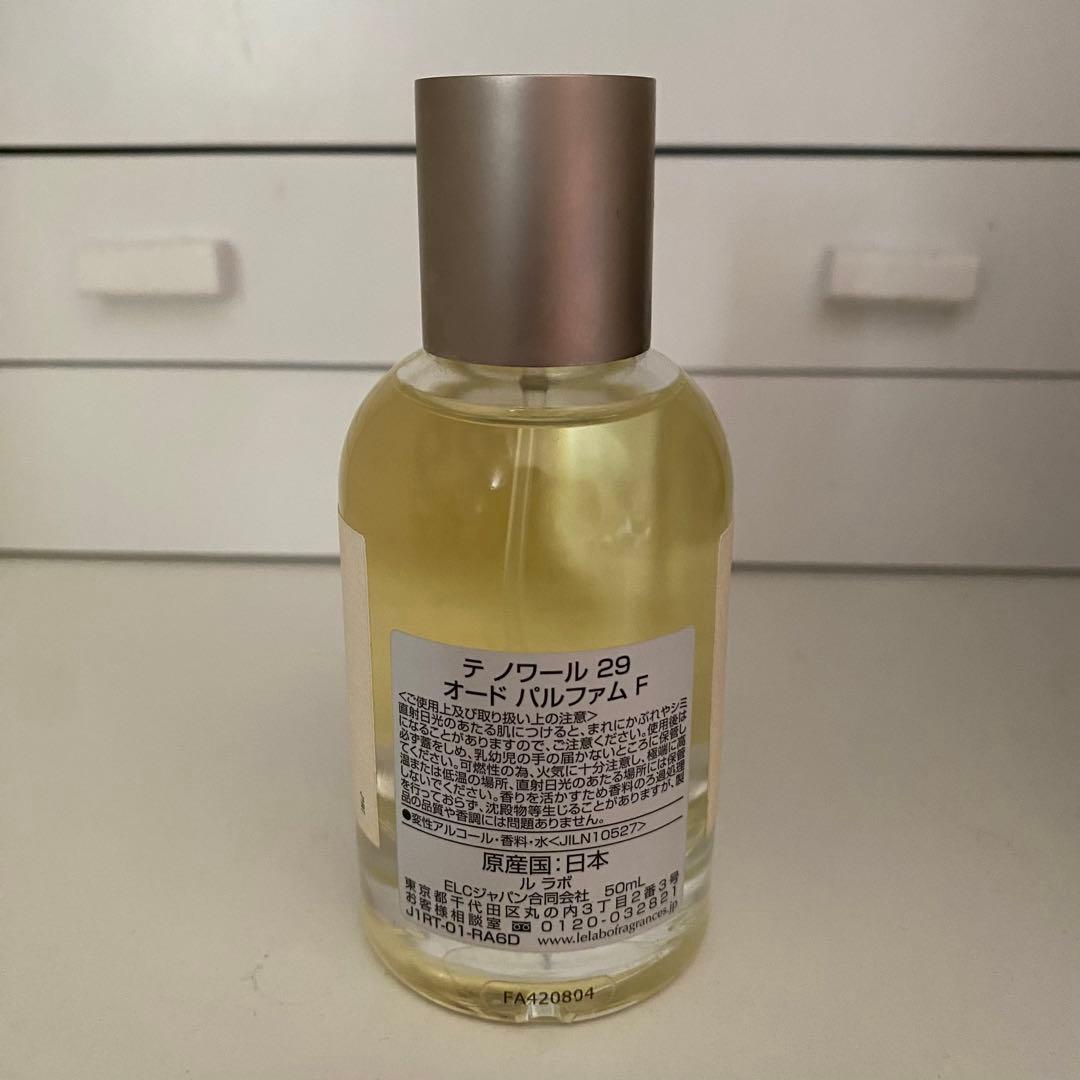 テ ノワール 29
オード パルファム F
<ご使用上及び取り扱い上の注意>
直射日光のあたる肌につけると、まれにかぶれやシミ
になることがありますので、ご注意ください。使用後は
必ず蓋をしめ、乳幼児の手の届かないところに保管し
てください。可燃性の為、火気に十分注意し、極端に高
温または低温の場所、直射日光のあたる場所には保管
しないでください。香りを活かすため香料のろ過処理
を行っておらず、沈殿物等生じることがありますが、製
品の品質や香調には問題ありません。
●変性アルコール・香料・水<JILN10527>
原産国：日本
ル ラボ
ELCジャパン合同会社 50mL
東京都千代田区丸の内3丁目2番3号
お客様相談室 0120-032821
J1RT-01-RA6D www.lelabofragrances.jp
FA420804